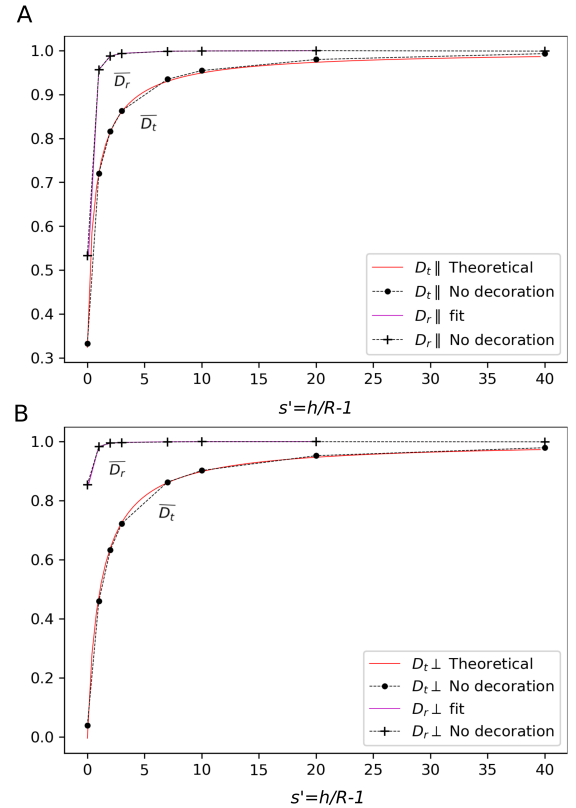 A
1.0
0.9
0.8
0.7
0.6
0.5
0.4
0.3
D̅r
D̅t
Dt ∥ Theoretical
Dt ∥ No decoration
Dr ∥ fit
Dr ∥ No decoration
0 5 10 15 20 25 30 35 40
s'=h/R-1
B
1.0
0.8
0.6
0.4
0.2
0.0
D̅r
D̅t
Dt ⊥ Theoretical
Dt ⊥ No decoration
Dr ⊥ fit
Dr ⊥ No decoration
0 5 10 15 20 25 30 35 40
s'=h/R-1